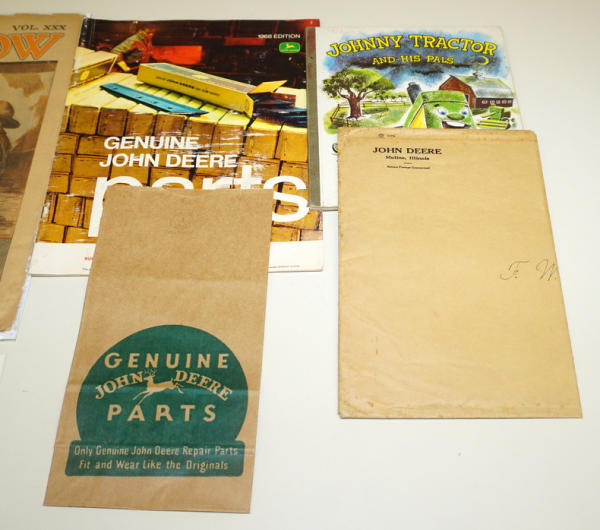 VOL. XXX
OW
1968 EDITION
GENUINE
JOHN DEERE
parts
JOHNNY TRACTOR
AND HIS PALS
JOHN DEERE
Moline, Illinois
F. W.
GENUINE
JOHN DEERE
PARTS
Only Genuine John Deere Repair Parts
Fit and Wear Like the Originals